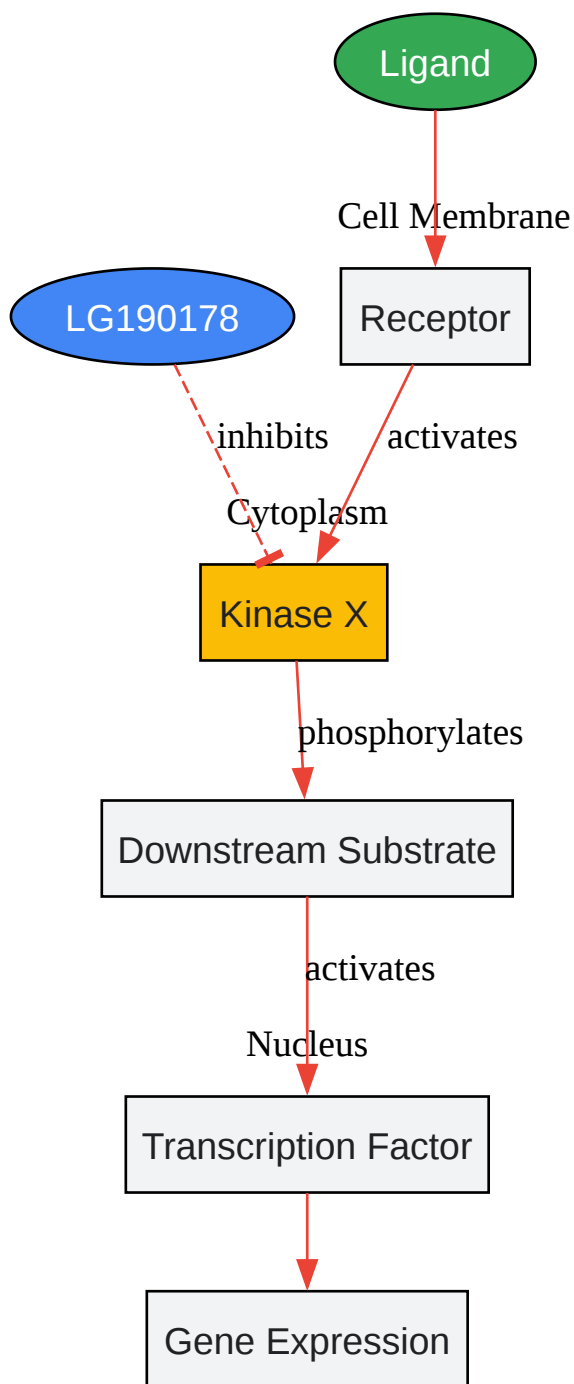 Ligand
Cell Membrane
LG190178
Receptor
inhibits
activates
Cytoplasm
Kinase X
phosphorylates
Downstream Substrate
activates
Nucleus
Transcription Factor
Gene Expression